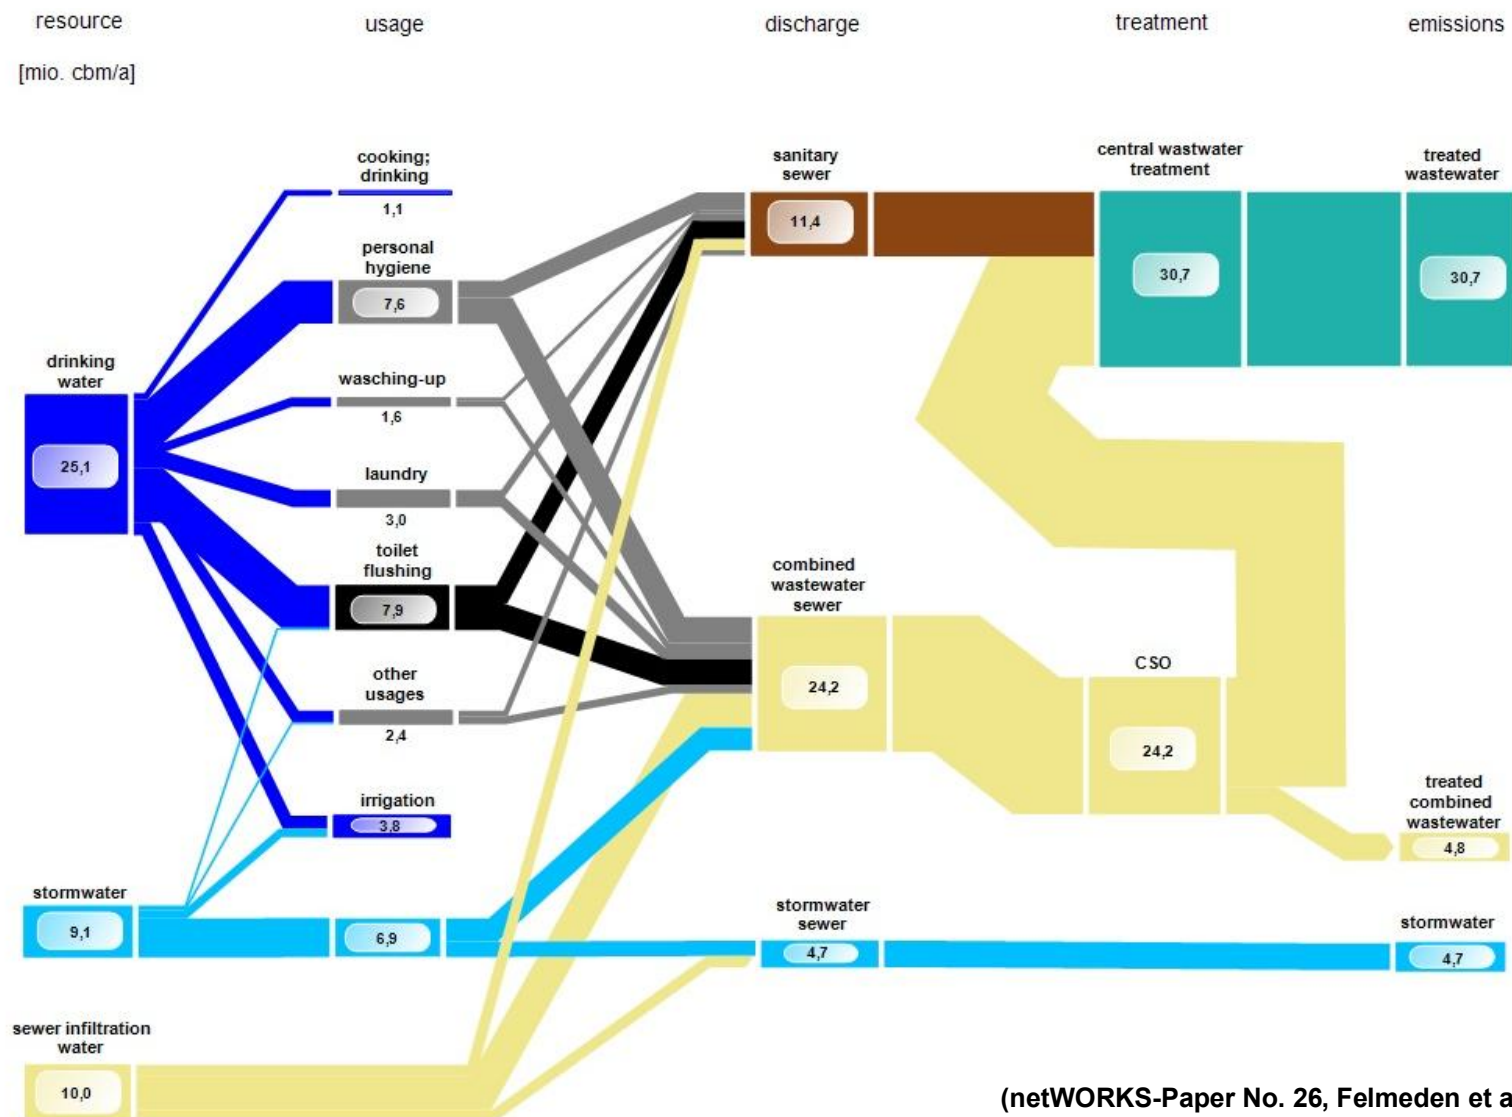 resource
usage
discharge
treatment
emissions
[mio. cbm/a]
cooking;
drinking
1,1
personal
hygiene
7,6
wasching-up
1,6
laundry
3,0
toilet
flushing
7,9
other
usages
2,4
irrigation
3,8
drinking
water
25,1
stormwater
9,1
6,9
sewer infiltration
water
10,0
sanitary
sewer
11,4
combined
wastewater
sewer
24,2
stormwater
sewer
4,7
central wastwater
treatment
30,7
CSO
24,2
treated
wastewater
30,7
treated
combined
wastewater
4,8
stormwater
4,7
(netWORKS-Paper No. 26, Felmeden et a